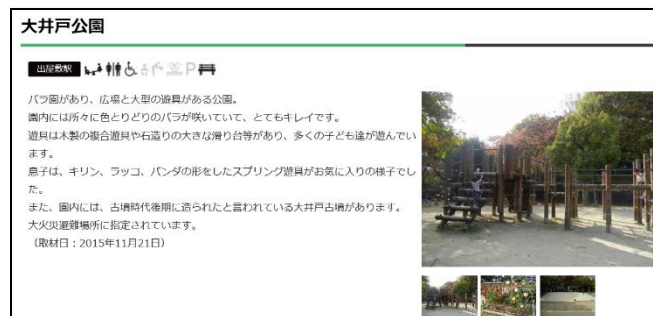 大井戸公園
出屋敷駅 P
バラ園があり、広場と大型の遊具がある公園。
園内には所々に色とりどりのバラが咲いていて、とてもキレイです。
遊具は木製の複合遊具や石造りの大きな滑り台等があり、多くの子ども達が遊んでい
ます。
息子は、キリン、ラッコ、パンダの形をしたスプリング遊具がお気に入りの様子でし
た。
また、園内には、古墳時代後期に造られたと言われている大井戸古墳があります。
大火災避難場所に指定されています。
（取材日：2015年11月21日）